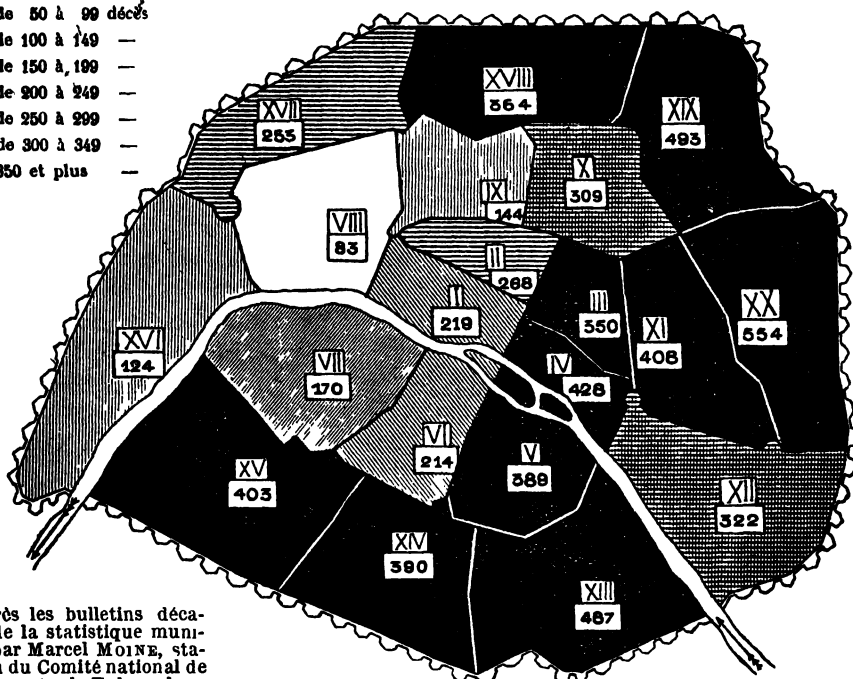 de 50 à 99 décès
de 100 à 149 —
de 150 à 199 —
de 200 à 249 —
de 250 à 299 —
de 300 à 349 —
350 et plus —
XVIII
364
XVII
253
XIX
493
X
309
IX
144
VIII
83
II
268
I
219
III
350
XI
408
XX
554
XVI
124
VII
170
IV
428
VI
214
V
389
XV
403
XII
322
XIV
390
XIII
487
rès les bulletins déca-
de la statistique muni-
par Marcel MOINE, sta-
du Comité national de